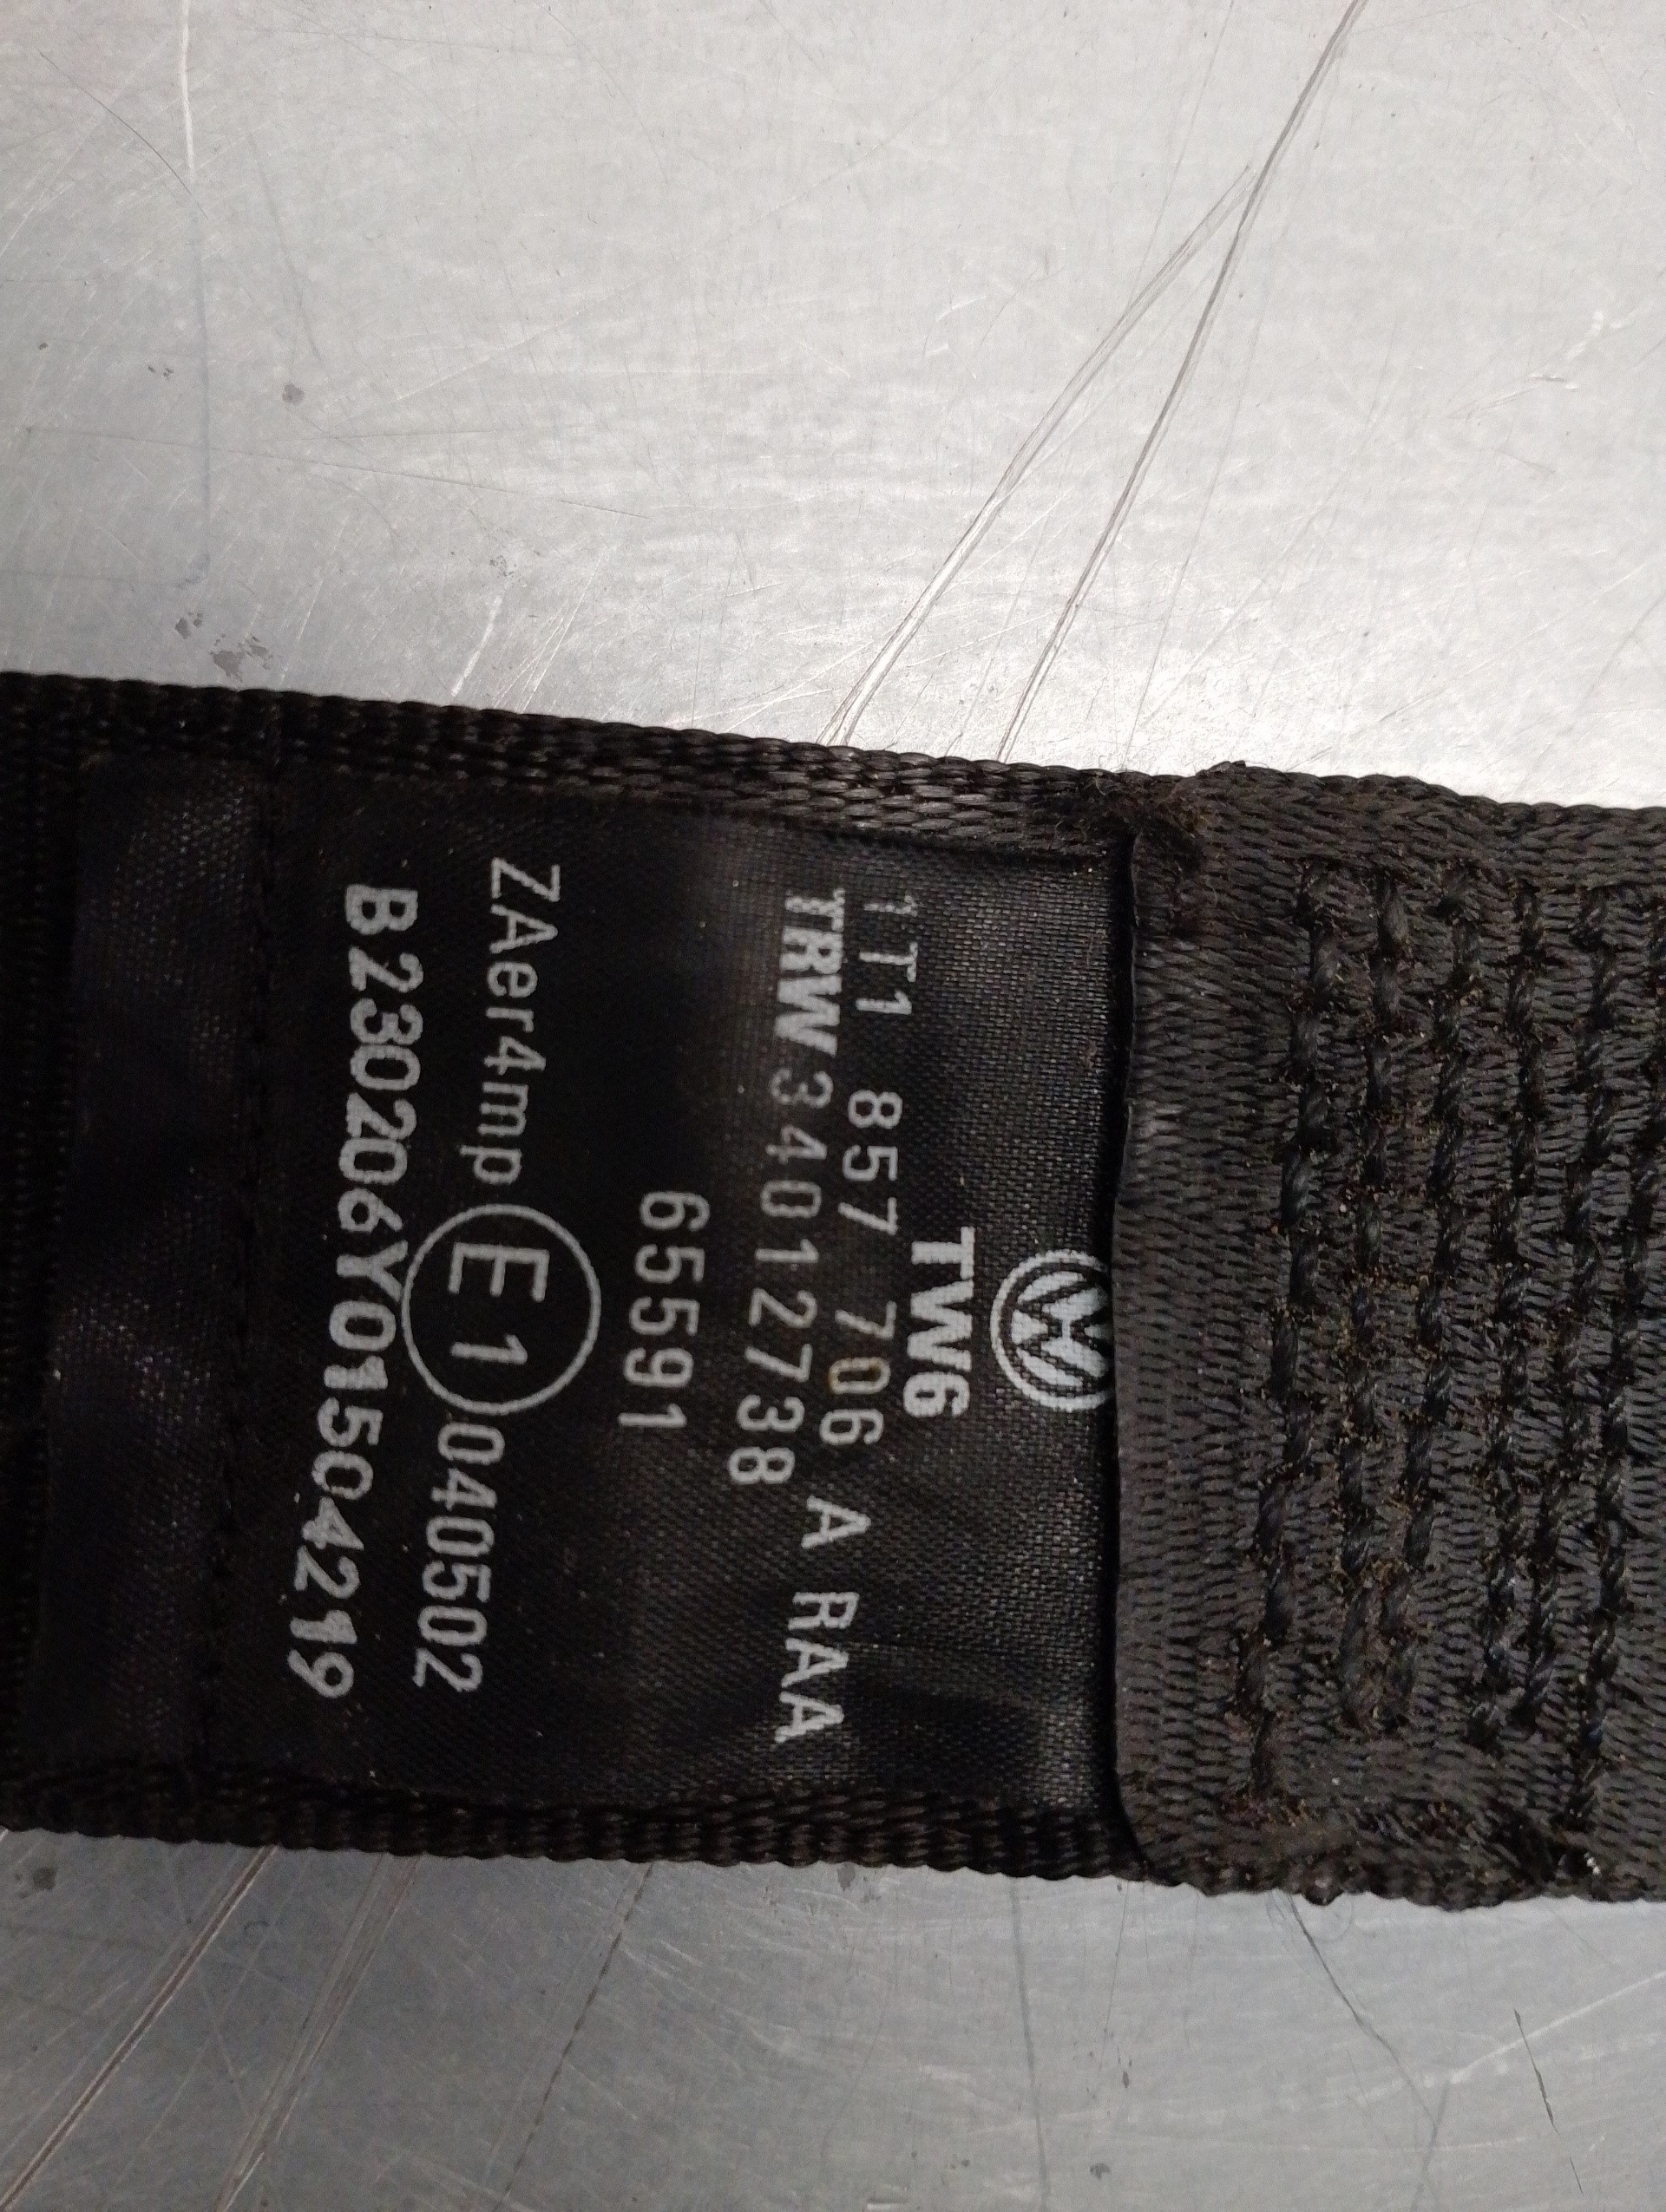 TW6
1T1 857 706 A RAA
TRW 34012738
65591
ZAer4mp E1 040502
B230206Y01504219